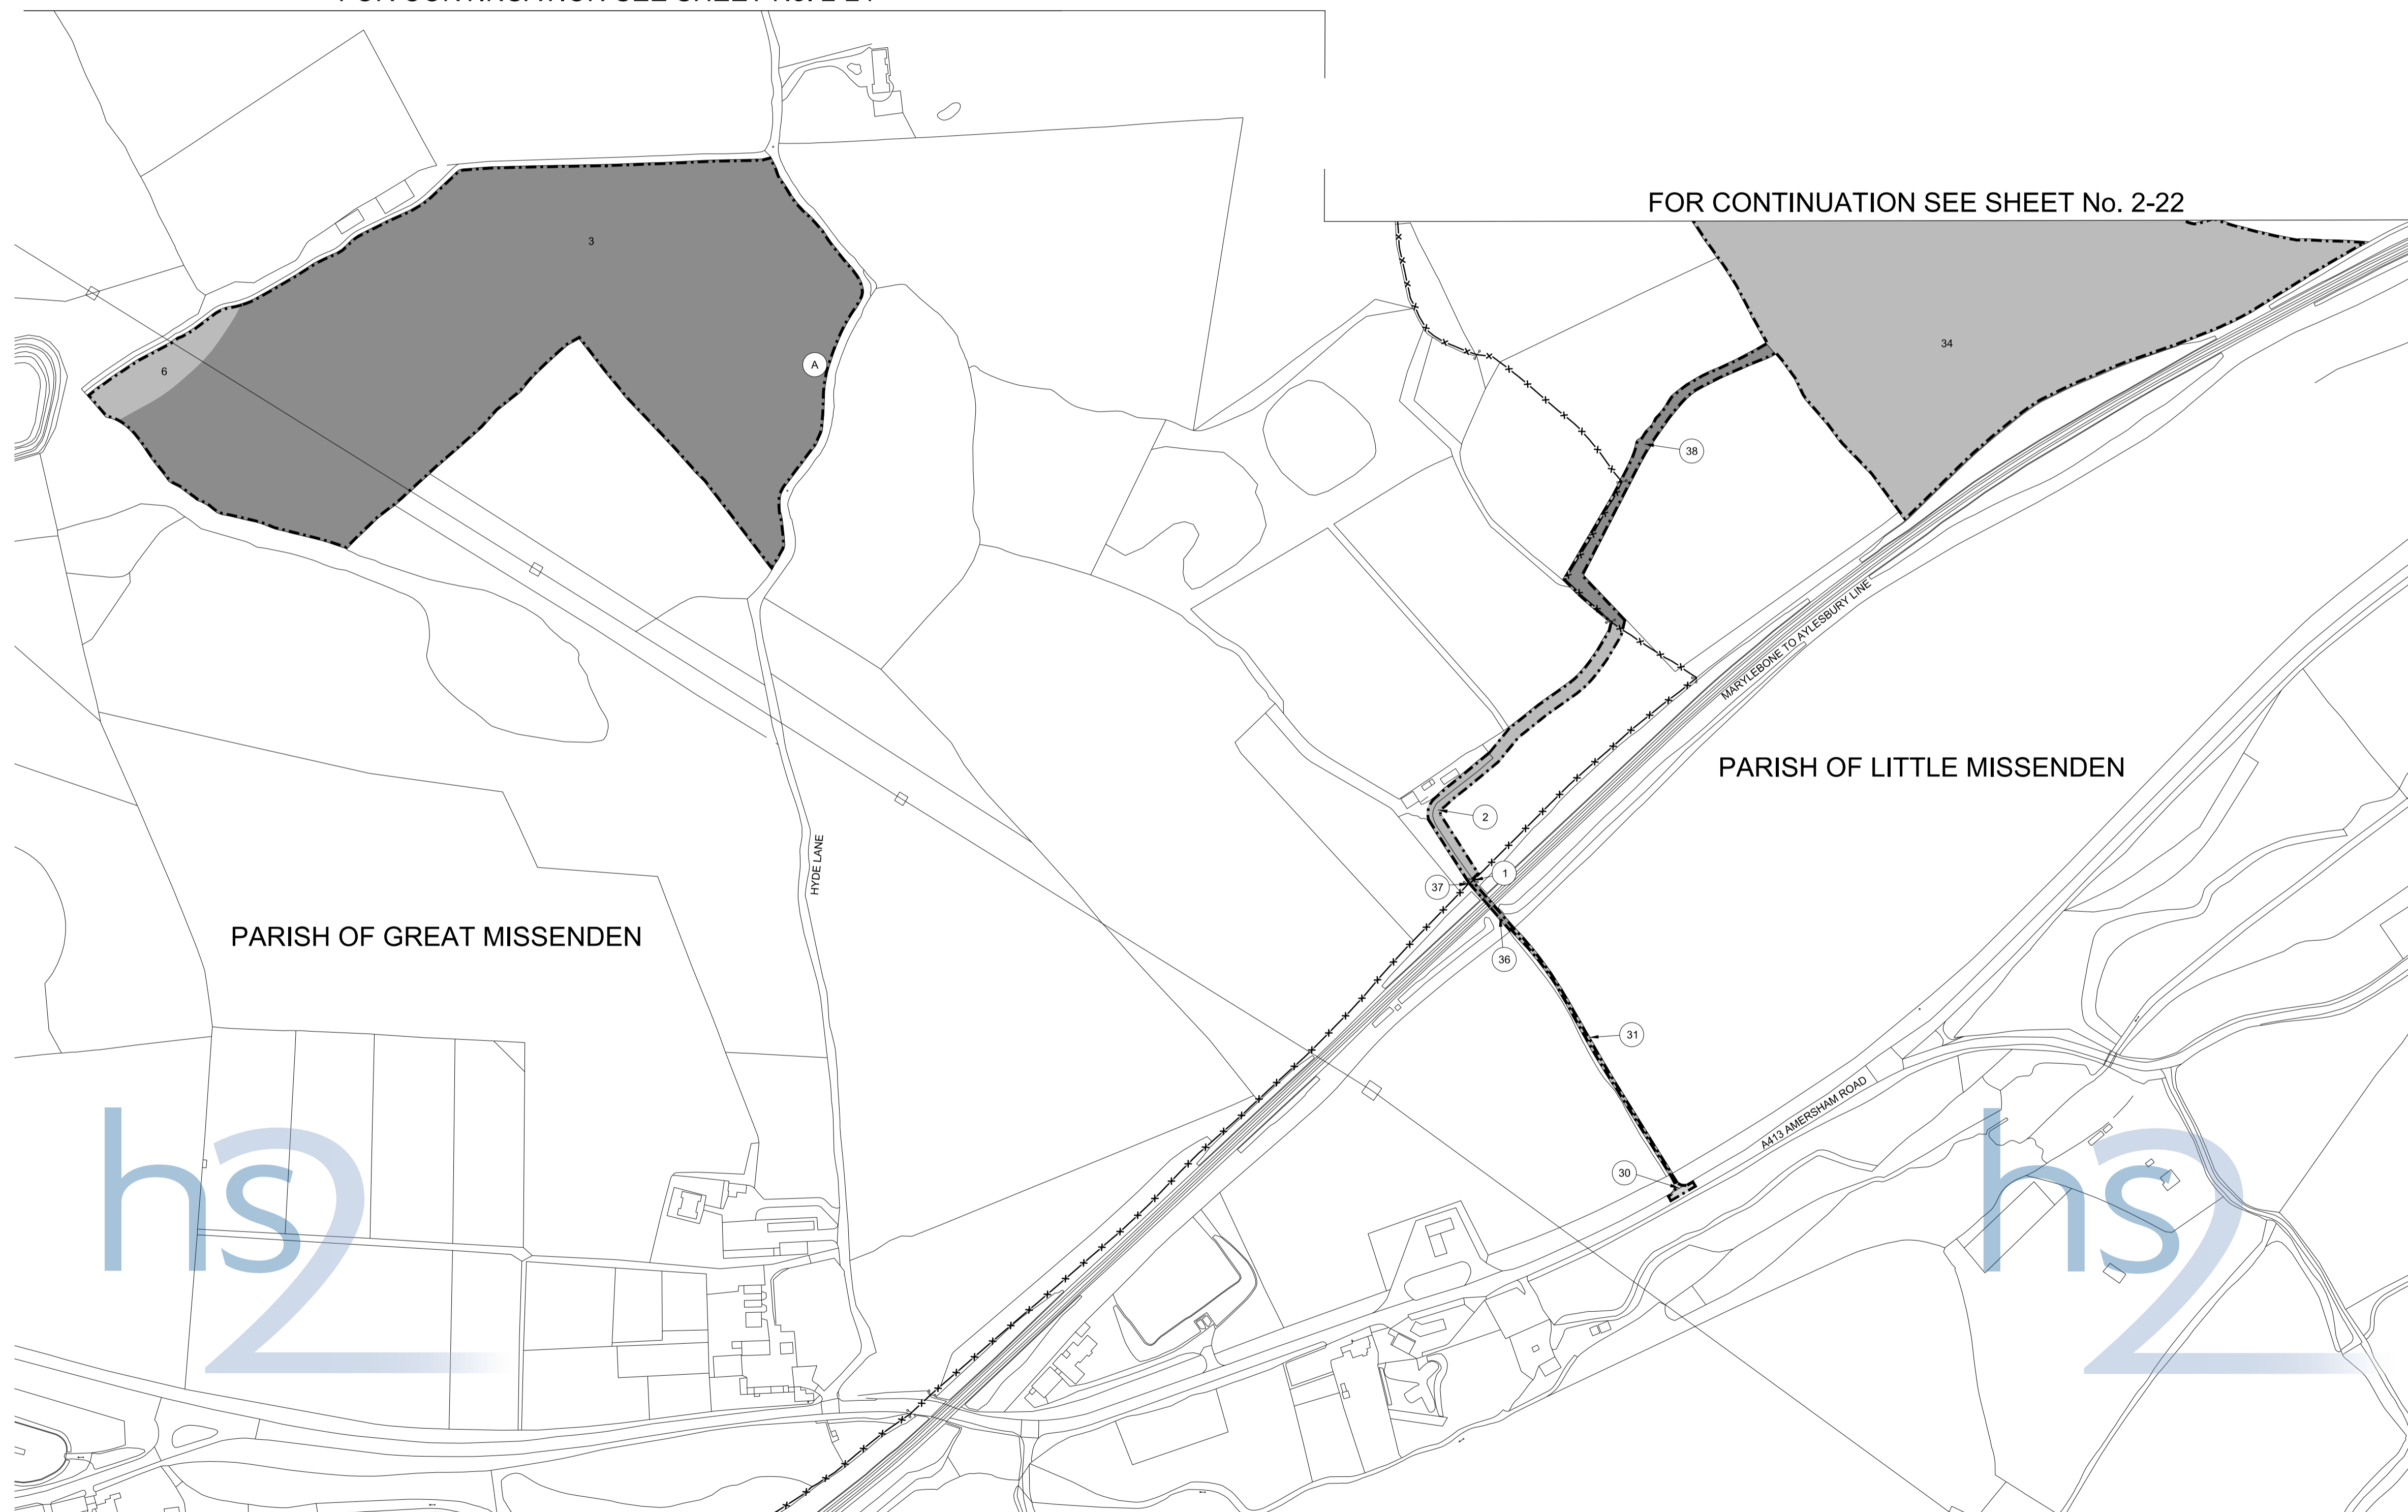 FOR CONTINUATION SEE SHEET No. 2-22
3
34
6
A
38
MARYLEBONE TO AYLESBURY LINE
PARISH OF LITTLE MISSENDEN
2
HYDE LANE
1
37
PARISH OF GREAT MISSENDEN
36
31
A413 AMERSHAM ROAD
30
hs2
hs2